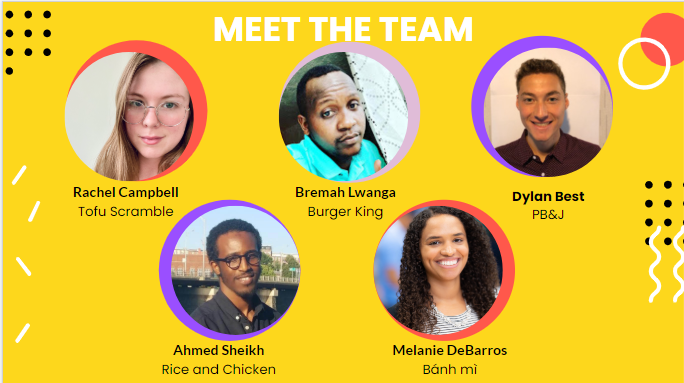 MEET THE TEAM
Rachel Campbell
Tofu Scramble
Bremah Lwanga
Burger King
Dylan Best
PB&J
Ahmed Sheikh
Rice and Chicken
Melanie DeBarros
Bánh mì